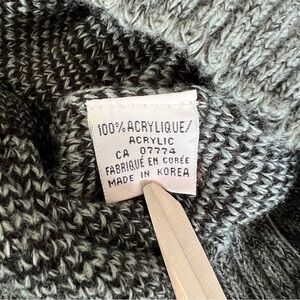 100% ACRYLIQUE/
ACRYLIC
CA 07774
FABRIQUÉ EN CORÉE
MADE IN KOREA